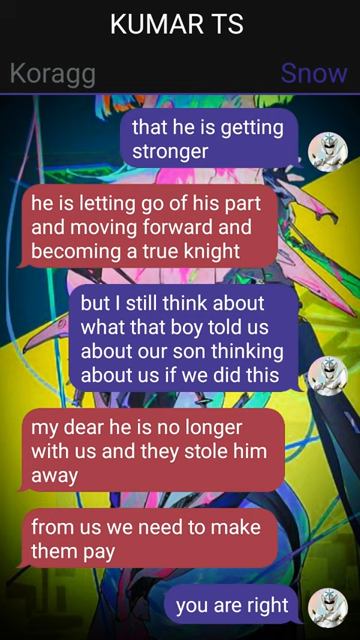 KUMAR TS
Koragg
Snow
that he is getting
stronger
he is letting go of his part
and moving forward and
becoming a true knight
but I still think about
what that boy told us
about our son thinking
about us if we did this
my dear he is no longer
with us and they stole him
away
from us we need to make
them pay
you are right